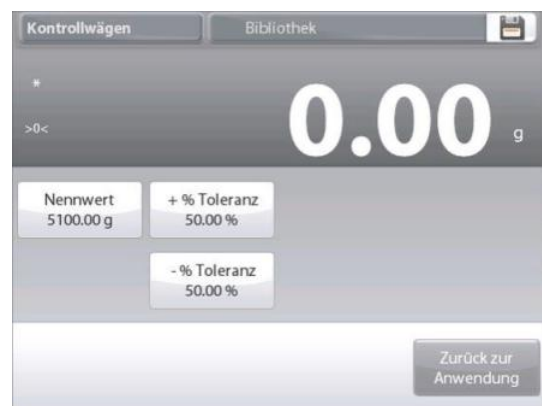 Kontrollwägen
Bibliothek
*
>0<
0.00 g
Nennwert
5100.00 g
+ % Toleranz
50.00 %
- % Toleranz
50.00 %
Zurück zur
Anwendung